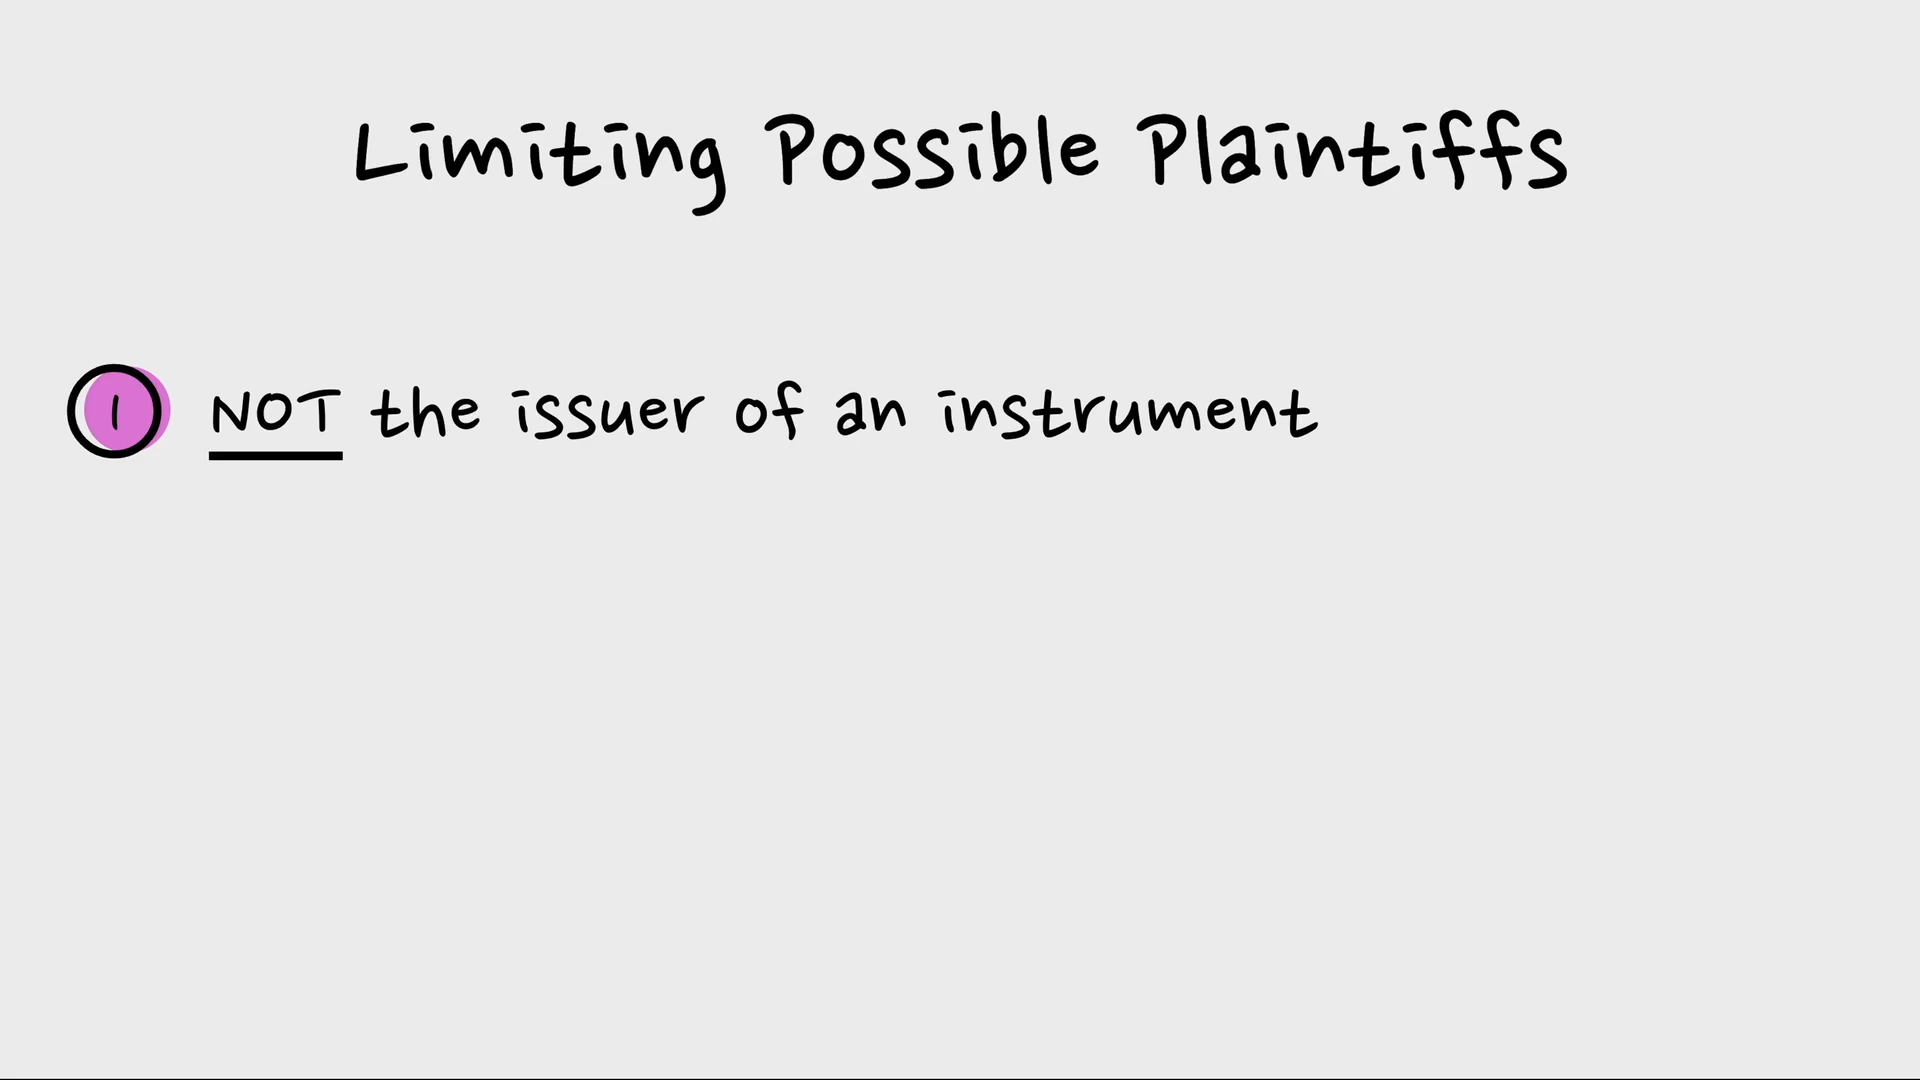 Limiting Possible Plaintiffs
1 NOT the issuer of an instrument